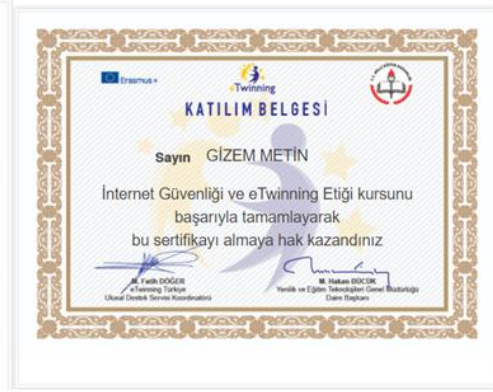 Erasmus+
eTwinning
KATILIM BELGESİ
Sayın GİZEM METİN
İnternet Güvenliği ve eTwinning Etiği kursunu
başarıyla tamamlayarak
bu sertifikayı almaya hak kazandınız
M. Fatih DÖĞER
eTwinning Türkiye
Ulusal Destek Servisi Koordinatörü
M. Hakan BÜCÜK
Yenilik ve Eğitim Teknolojileri Genel Müdürlüğü
Daire Başkanı